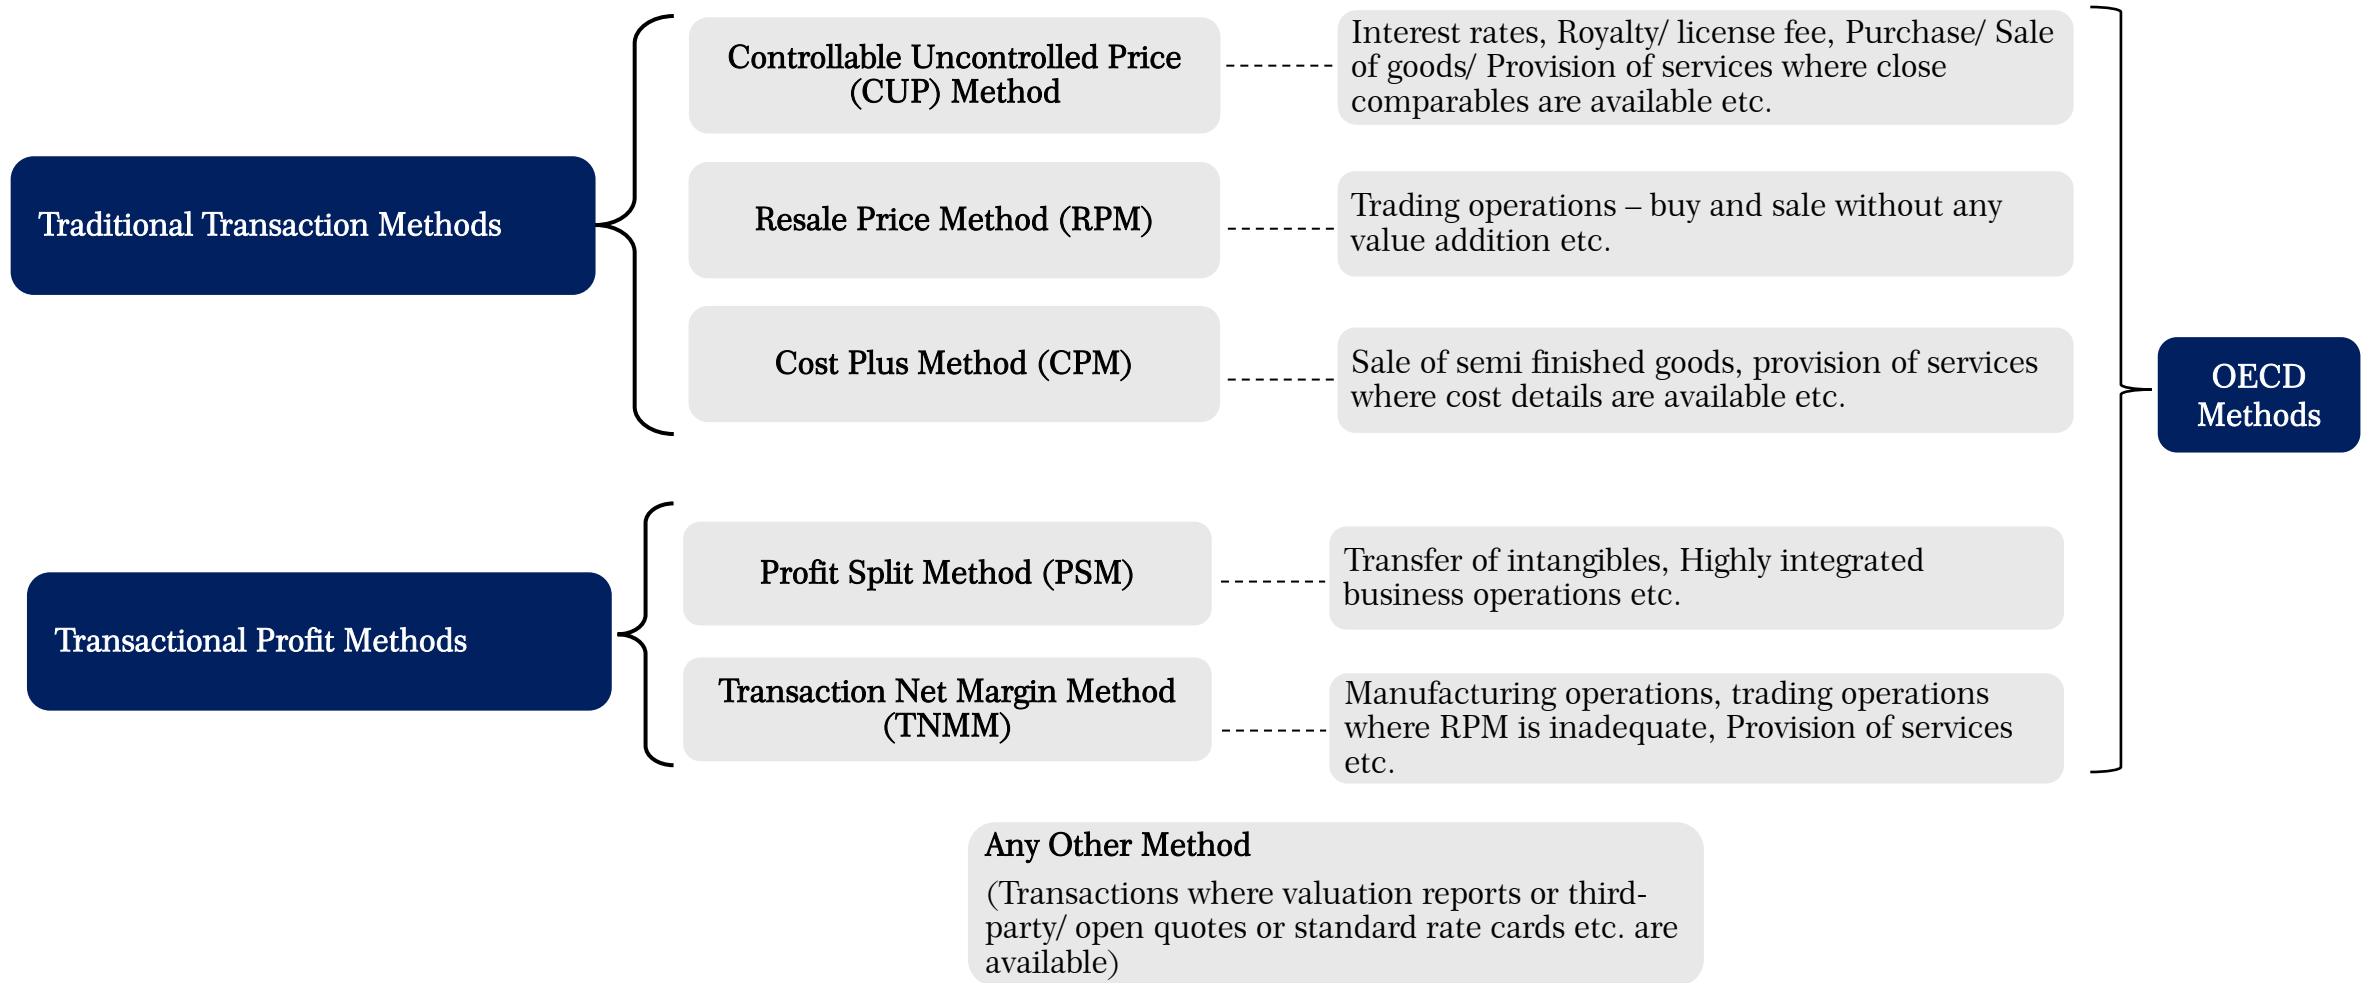 Traditional Transaction Methods
Controllable Uncontrolled Price
(CUP) Method
Interest rates, Royalty/ license fee, Purchase/ Sale
of goods/ Provision of services where close
comparables are available etc.
Resale Price Method (RPM)
Trading operations – buy and sale without any
value addition etc.
Cost Plus Method (CPM)
Sale of semi finished goods, provision of services
where cost details are available etc.
OECD
Methods
Transactional Profit Methods
Profit Split Method (PSM)
Transfer of intangibles, Highly integrated
business operations etc.
Transaction Net Margin Method
(TNMM)
Manufacturing operations, trading operations
where RPM is inadequate, Provision of services
etc.
Any Other Method
(Transactions where valuation reports or third-
party/ open quotes or standard rate cards etc. are
available)